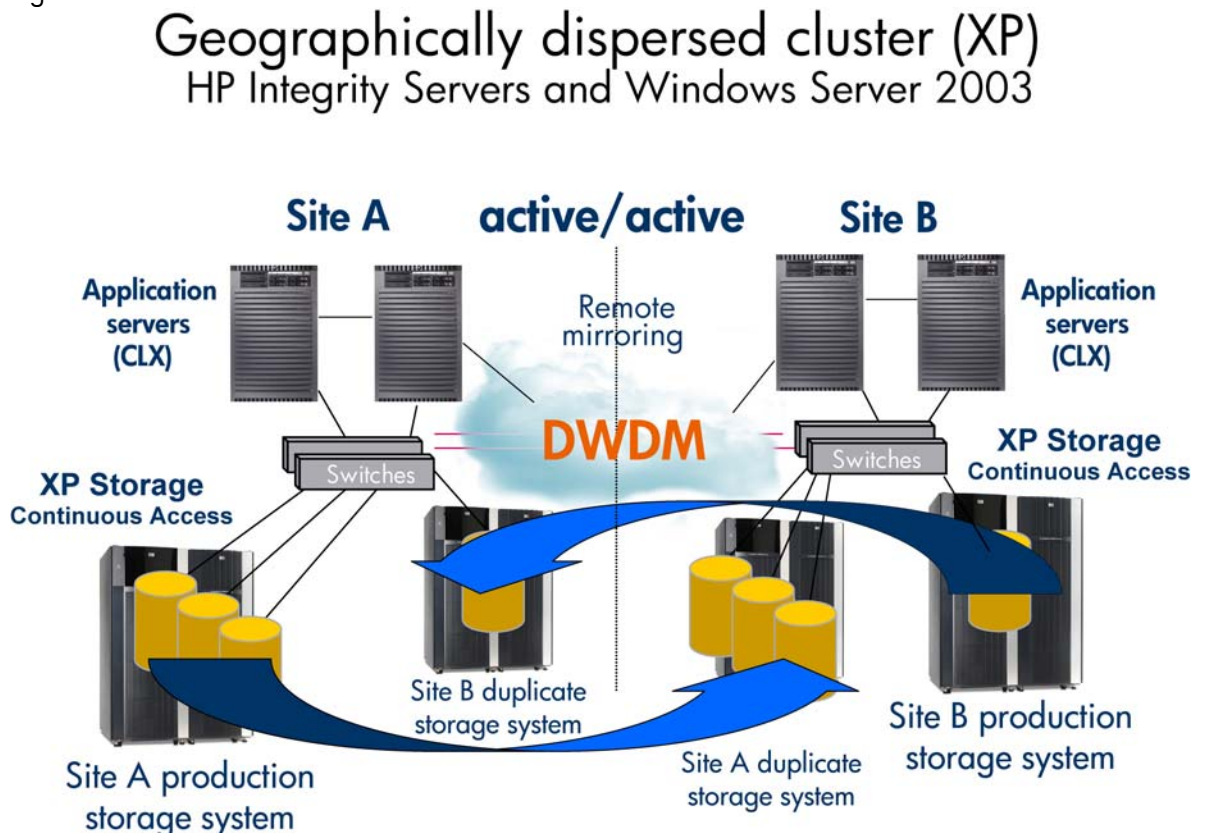 Geographically dispersed cluster (XP)
HP Integrity Servers and Windows Server 2003
Site A
active/active
Site B
Application
servers
(CLX)
Remote
mirroring
Application
servers
(CLX)
DWDM
Switches
Switches
XP Storage
Continuous Access
XP Storage
Continuous Access
Site B duplicate
storage system
Site B production
storage system
Site A production
storage system
Site A duplicate
storage system